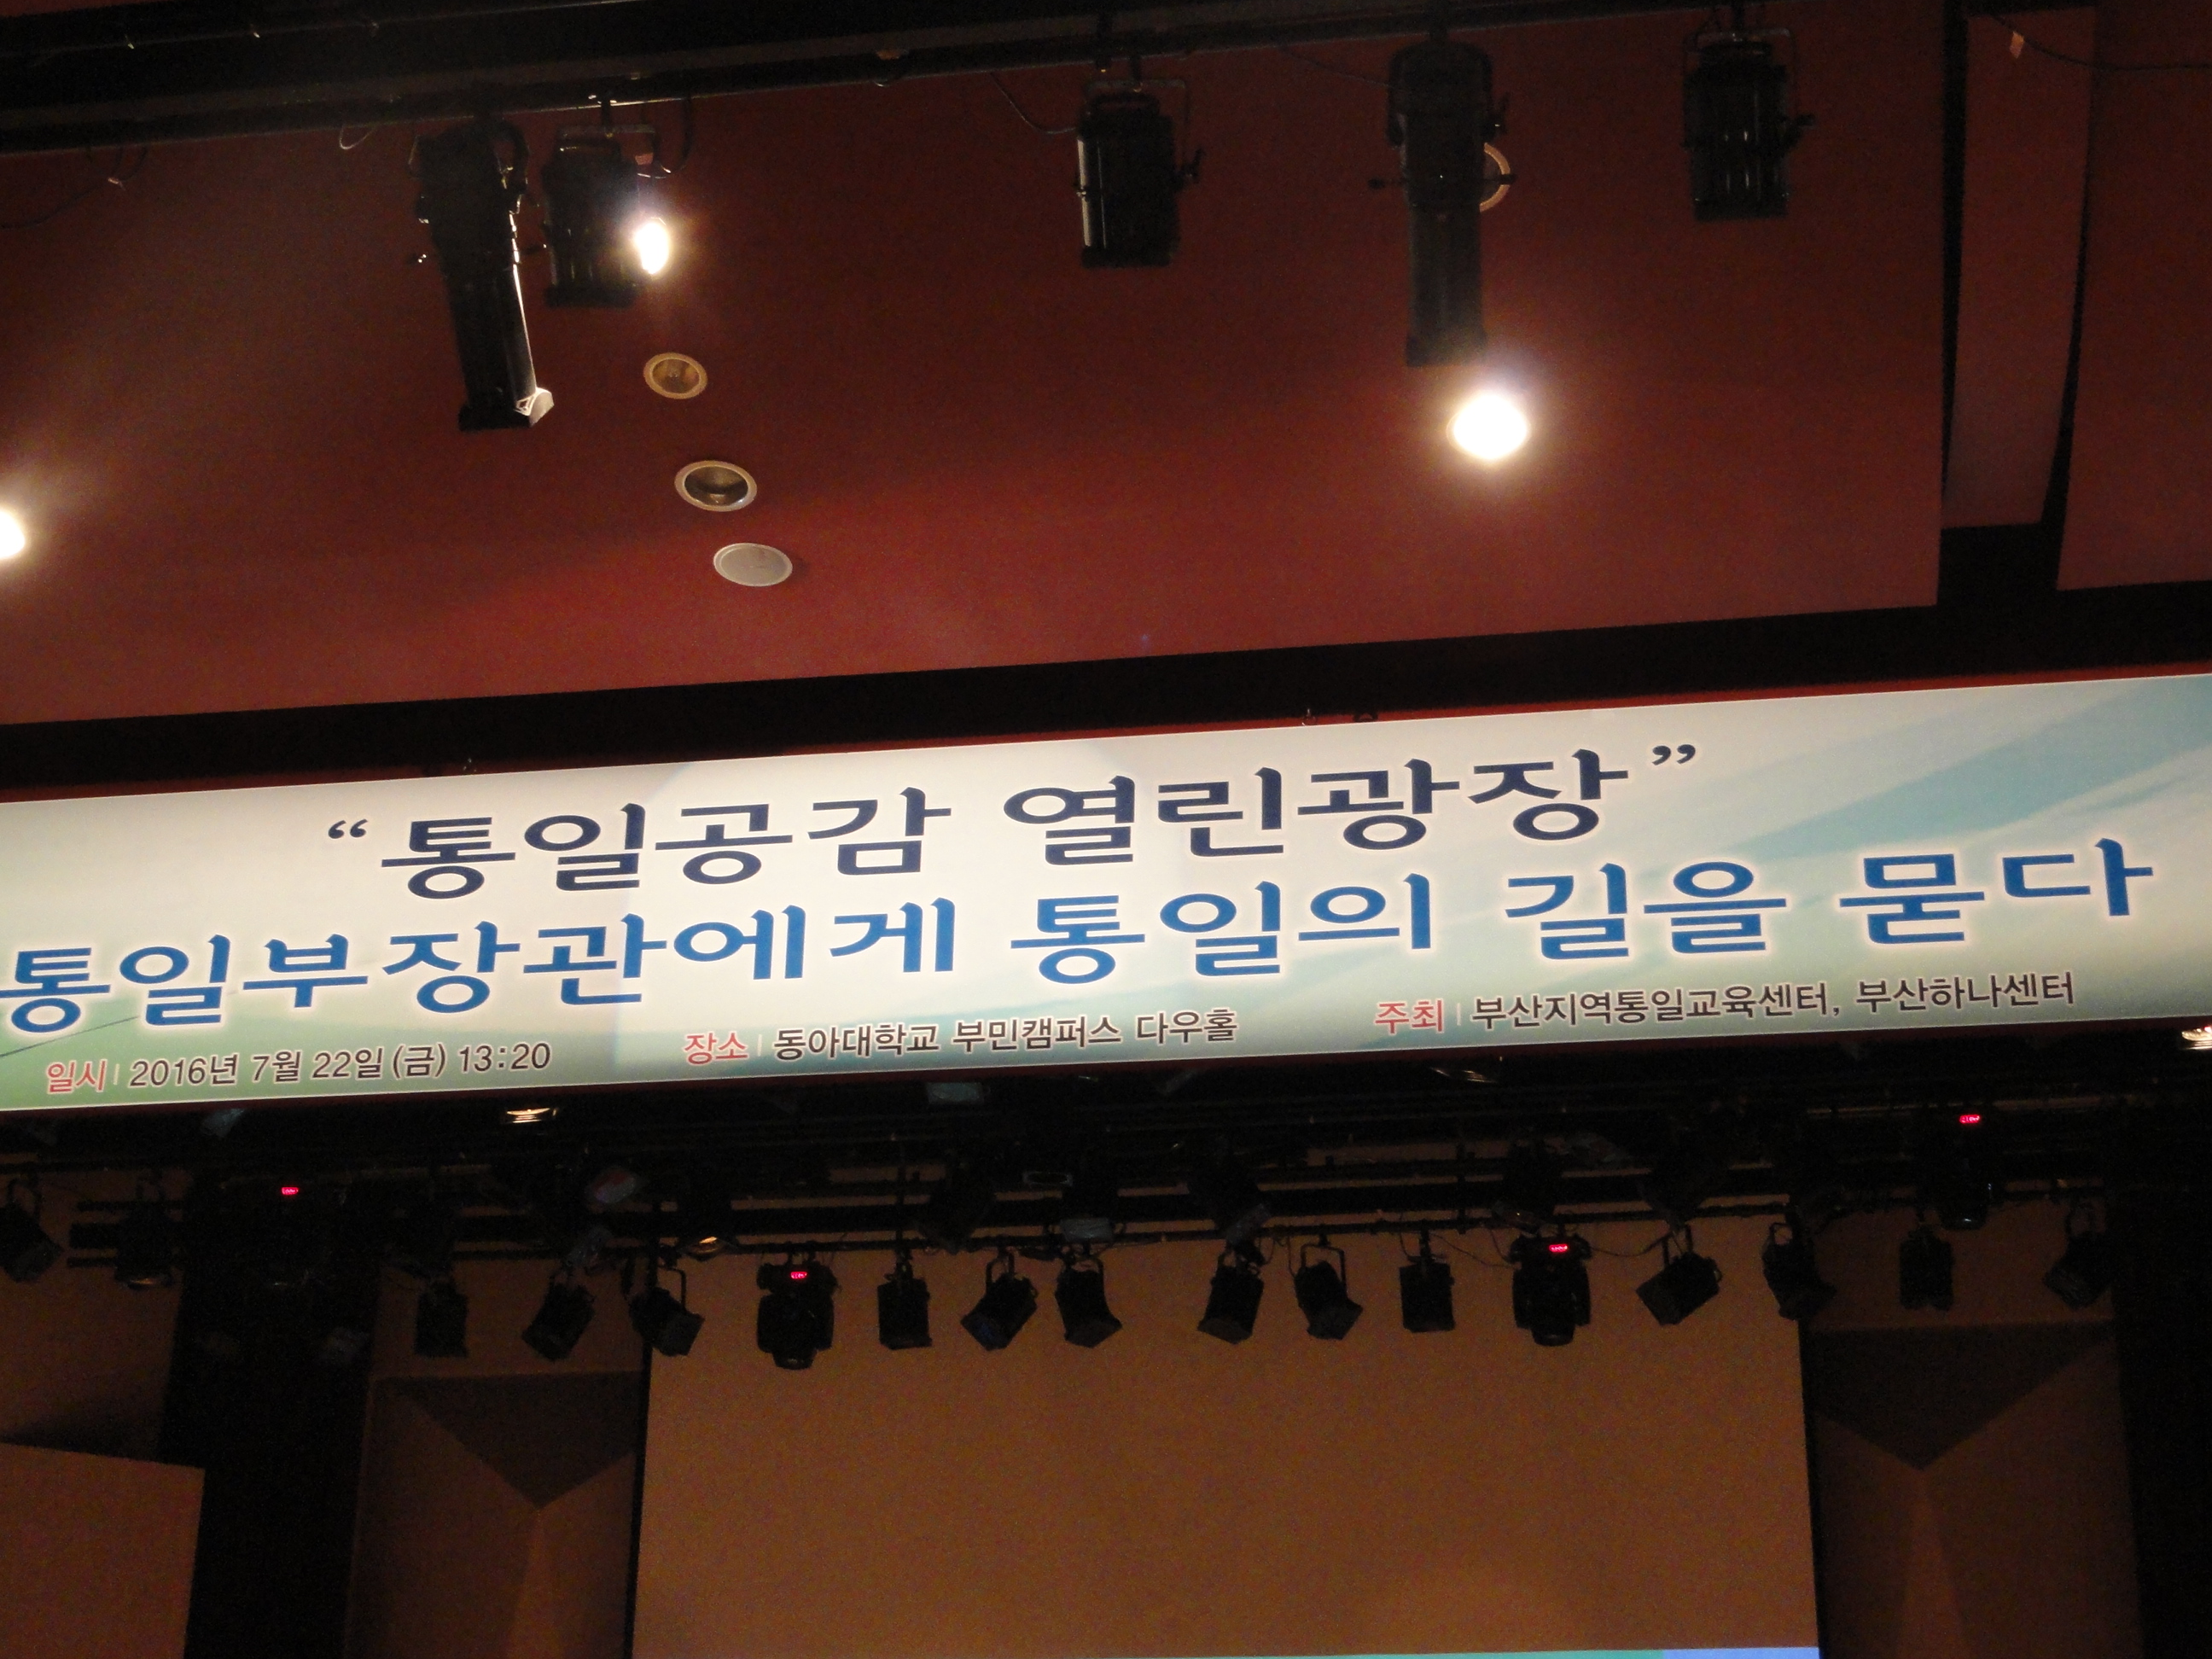 “통일공감 열린광장”
통일부장관에게 통일의 길을 묻다
일시 | 2016년 7월 22일 (금) 13:20 장소 | 동아대학교 부민캠퍼스 다우홀 주최 | 부산지역통일교육센터, 부산하나센터